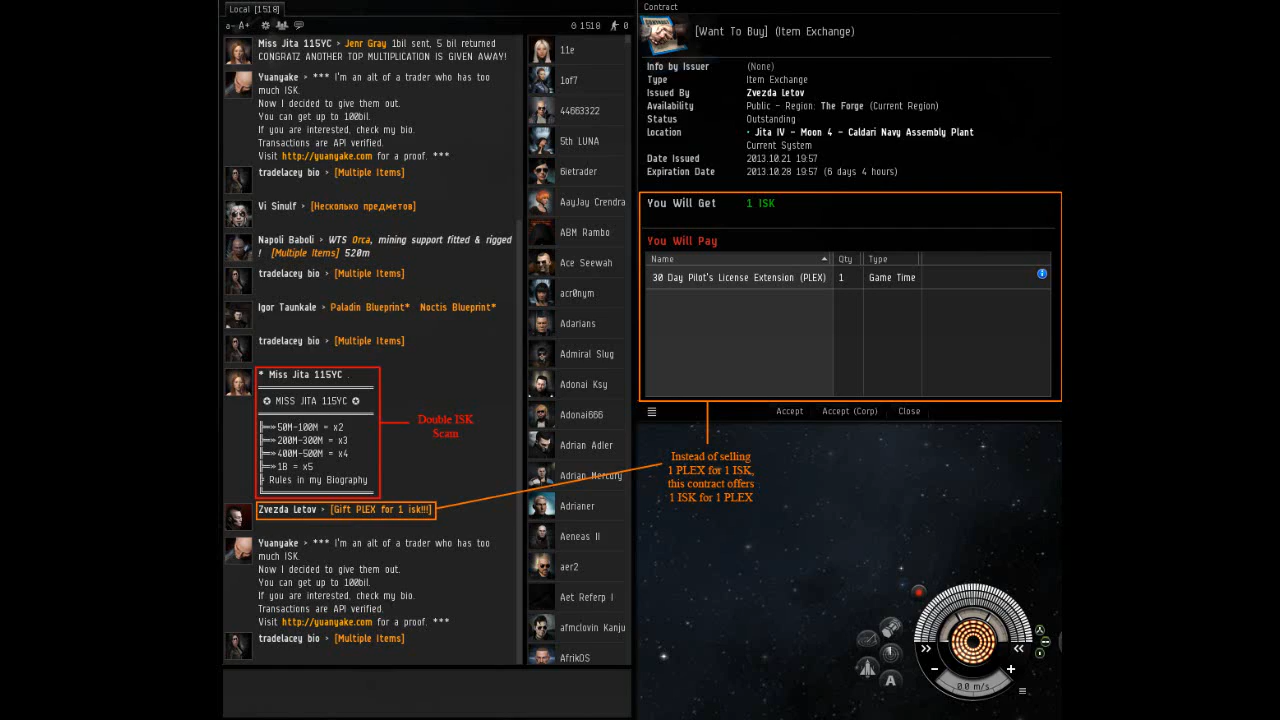 Local [1518]
a- A+
1518
0
Miss Jita 115YC > Jenr Gray 1bil sent, 5 bil returned
CONGRATZ ANOTHER TOP MULTIPLICATION IS GIVEN AWAY!
Yuanyake > *** I'm an alt of a trader who has too
much ISK.
Now I decided to give them out.
You can get up to 100bil.
If you are interested, check my bio.
Transactions are API verified.
Visit http://yuanyake.com for a proof. ***
tradelacey bio > [Multiple Items]
Vi Sinulf > [Несколько предметов]
Napoli Baboli > WTS Orca, mining support fitted & rigged
! [Multiple Items] 520m
tradelacey bio > [Multiple Items]
Igor Taunkale > Paladin Blueprint* Noctis Blueprint*
tradelacey bio > [Multiple Items]
* Miss Jita 115YC .
✪ MISS JITA 115YC ✪
╠═»50M-100M = x2
╠═»200M-300M = x3
╠═»400M-500M = x4
╠═»1B = x5
╠ Rules in my Biography
Double ISK
Scam
Zvezda Letov > [Gift PLEX for 1 isk!!!]
Yuanyake > *** I'm an alt of a trader who has too
much ISK.
Now I decided to give them out.
You can get up to 100bil.
If you are interested, check my bio.
Transactions are API verified.
Visit http://yuanyake.com for a proof. ***
tradelacey bio > [Multiple Items]
11e
1of7
44663322
5th LUNA
6ietrader
AayJay Crendra
ABM Rambo
Ace Seewah
acr0nym
Adarians
Admiral Slug
Adonai Ksy
Adonai666
Adrian Adler
Adrian Mercury
Adrianer
Aeneas II
aer2
Aet Referp I
afmclovin Kanju
AfrikOS
Contract
[Want To Buy] (Item Exchange)
Info by Issuer (None)
Type Item Exchange
Issued By Zvezda Letov
Availability Public - Region: The Forge (Current Region)
Status Outstanding
Location • Jita IV - Moon 4 - Caldari Navy Assembly Plant
Current System
Date Issued 2013.10.21 19:57
Expiration Date 2013.10.28 19:57 (6 days 4 hours)
You Will Get 1 ISK
You Will Pay
Name Qty Type
30 Day Pilot's License Extension (PLEX) 1 Game Time
Accept Accept (Corp) Close
Instead of selling
1 PLEX for 1 ISK,
this contract offers
1 ISK for 1 PLEX
A
0.0 m/s